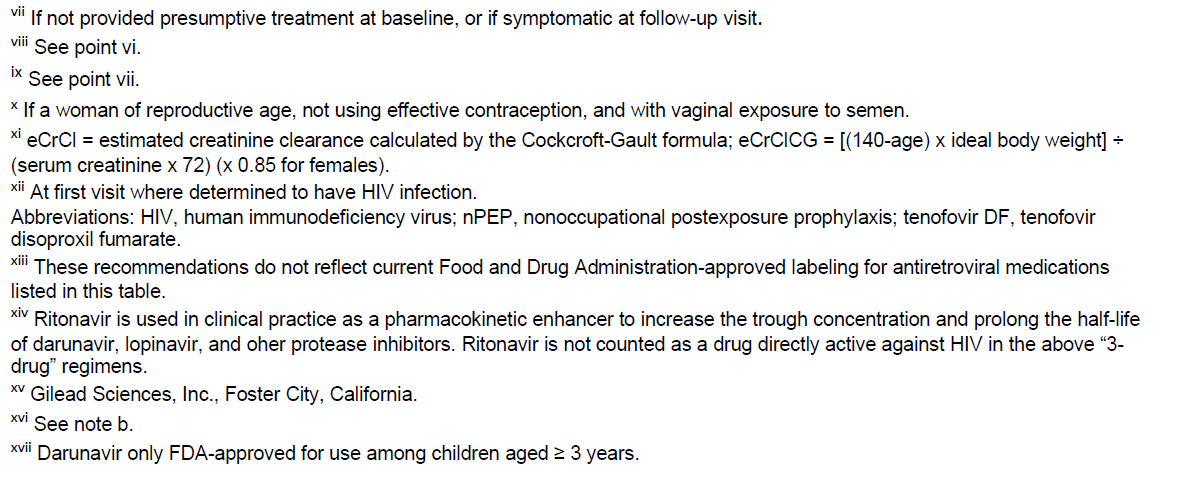 vii If not provided presumptive treatment at baseline, or if symptomatic at follow-up visit.
viii See point vi.
ix See point vii.
x If a woman of reproductive age, not using effective contraception, and with vaginal exposure to semen.
xi eCrCl = estimated creatinine clearance calculated by the Cockcroft-Gault formula; eCrClCG = [(140-age) x ideal body weight] ÷
(serum creatinine x 72) (x 0.85 for females).
xii At first visit where determined to have HIV infection.
Abbreviations: HIV, human immunodeficiency virus; nPEP, nonoccupational postexposure prophylaxis; tenofovir DF, tenofovir
disoproxil fumarate.
xiii These recommendations do not reflect current Food and Drug Administration-approved labeling for antiretroviral medications
listed in this table.
xiv Ritonavir is used in clinical practice as a pharmacokinetic enhancer to increase the trough concentration and prolong the half-life
of darunavir, lopinavir, and oher protease inhibitors. Ritonavir is not counted as a drug directly active against HIV in the above “3-
drug” regimens.
xv Gilead Sciences, Inc., Foster City, California.
xvi See note b.
xvii Darunavir only FDA-approved for use among children aged ≥ 3 years.